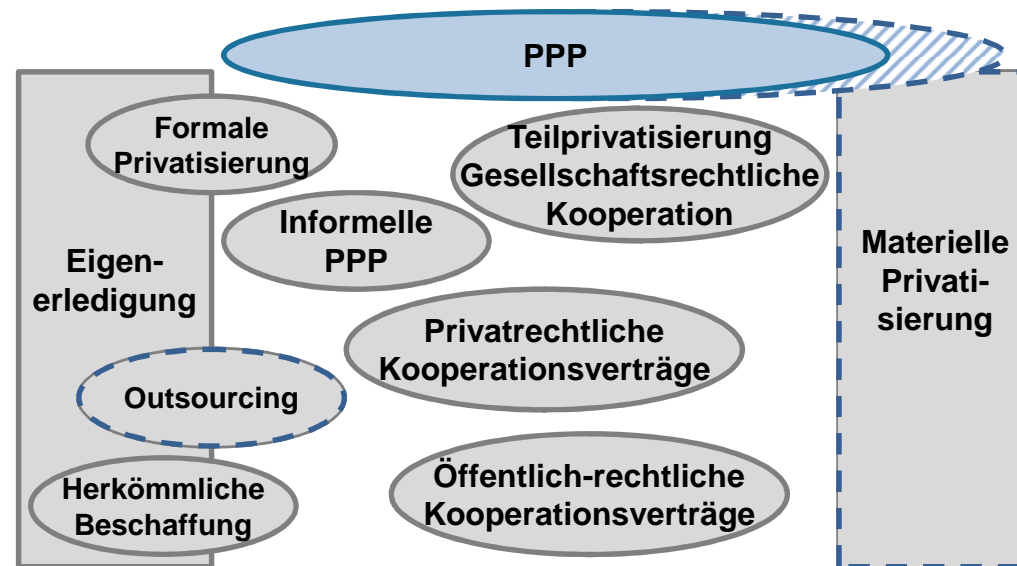 PPP
Formale
Privatisierung
Teilprivatisierung
Gesellschaftsrechtliche
Kooperation
Informelle
PPP
Eigen-
erledigung
Materielle
Privati-
sierung
Privatrechtliche
Kooperationsverträge
Outsourcing
Herkömmliche
Beschaffung
Öffentlich-rechtliche
Kooperationsverträge